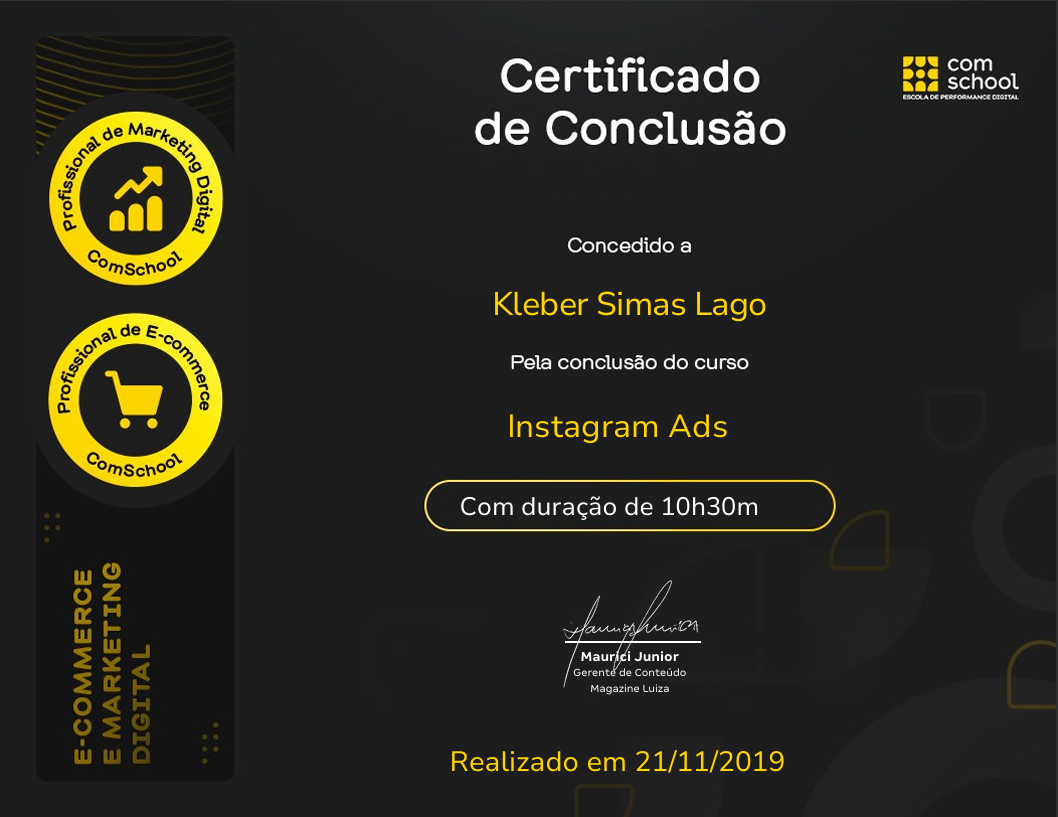 Certificado
de Conclusão
com
school
ESCOLA DE PERFORMANCE DIGITAL
Profissional de Marketing Digital
ComSchool
Profissional de E-commerce
ComSchool
E-COMMERCE
E MARKETING
DIGITAL
Concedido a
Kleber Simas Lago
Pela conclusão do curso
Instagram Ads
Com duração de 10h30m
Maurici Junior
Gerente de Conteúdo
Magazine Luiza
Realizado em 21/11/2019